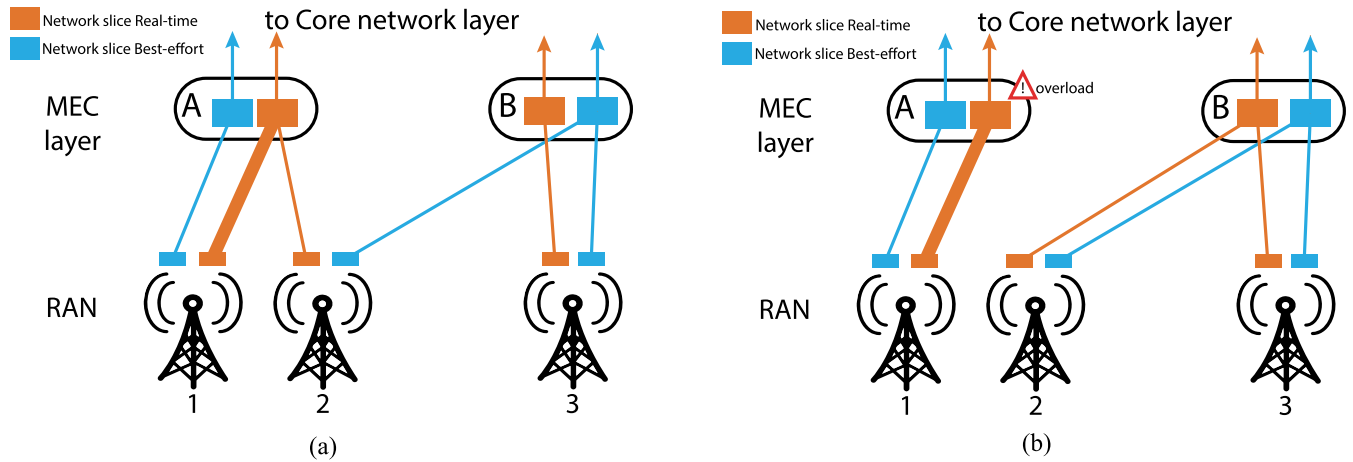 Network slice Real-time
Network slice Best-effort
to Core network layer
MEC
layer
A
B
RAN
1
2
3
(a)
Network slice Real-time
Network slice Best-effort
to Core network layer
MEC
layer
A
!
overload
B
RAN
1
2
3
(b)